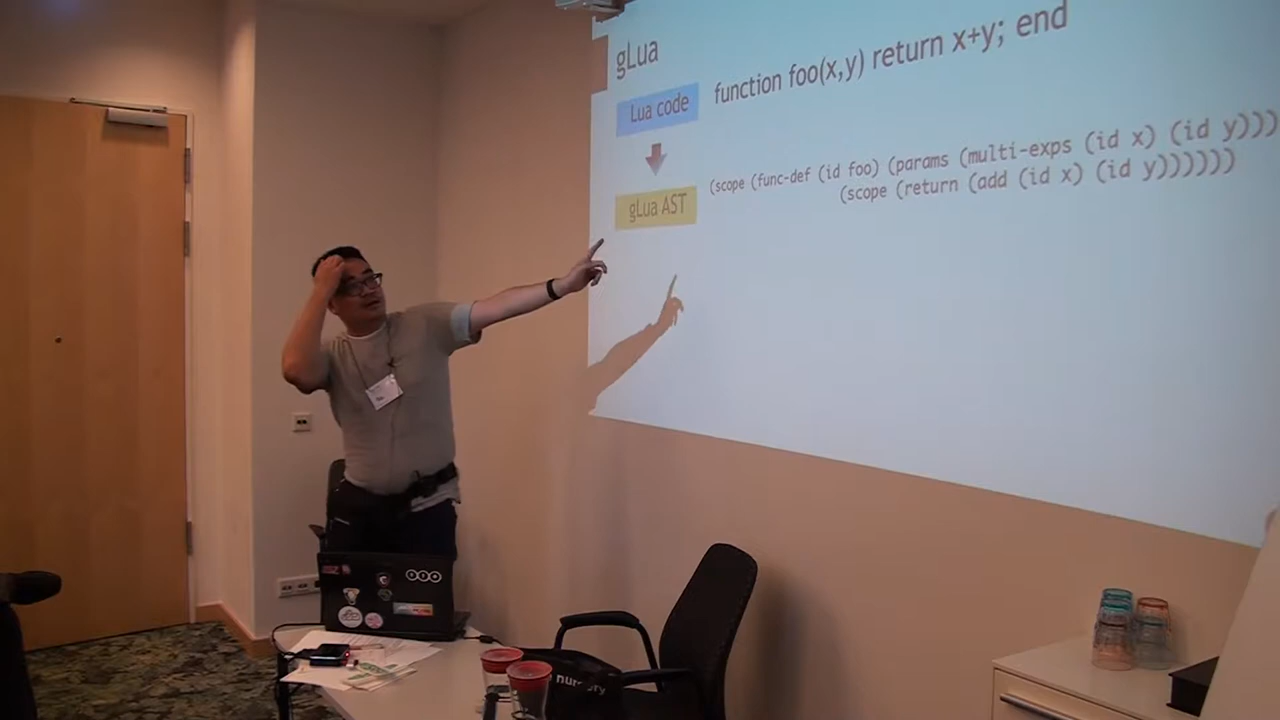 gLua
function foo(x,y) return x+y; end
Lua code
(scope (func-def (id foo) (params (multi-exps (id x) (id y)))
(scope (return (add (id x) (id y))))))
gLua AST
nursery